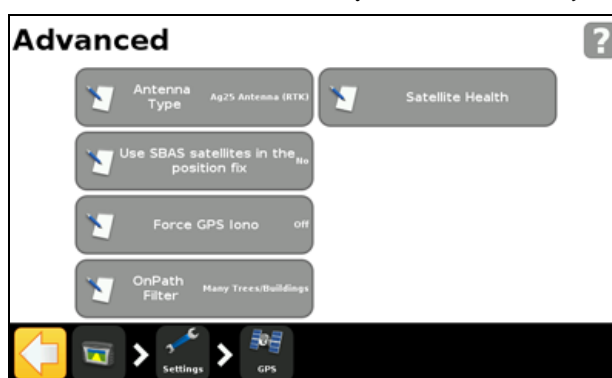 Advanced
?
Antenna
Type
Ag25 Antenna (RTK)
Satellite Health
Use SBAS satellites in the
position fix
No
Force GPS Iono
Off
OnPath
Filter
Many Trees/Buildings
Settings
GPS